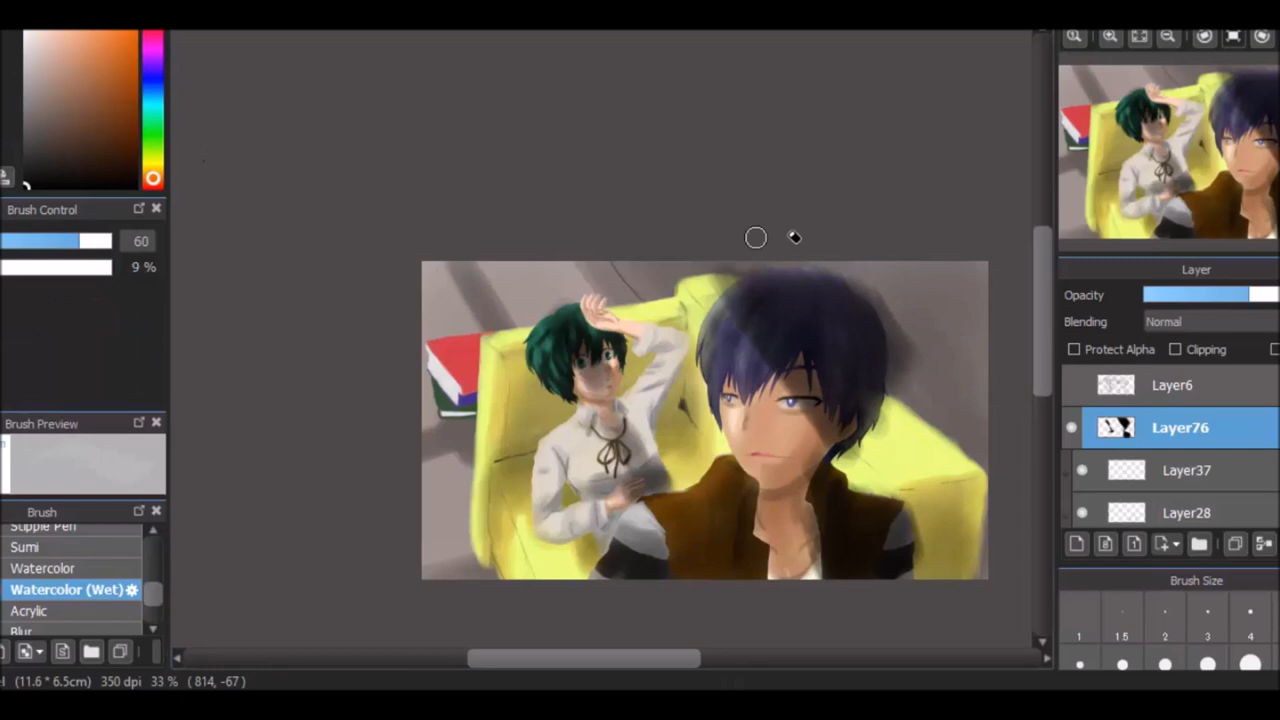 Brush Control
60
9 %
Brush Preview
Brush
Supple Pen
Sumi
Watercolor
Watercolor (Wet)
Acrylic
Blur
(11.6 * 6.5cm) 350 dpi 33 % ( 814, -67 )
Layer
Opacity
Blending Normal
Protect Alpha Clipping
Layer6
Layer76
Layer37
Layer28
Brush Size
1 1.5 2 3 4